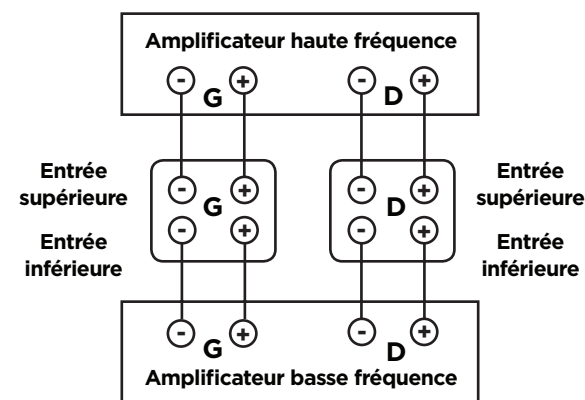 Amplificateur haute fréquence
- + - +
G D
Entrée
supérieure
- + - +
G D
Entrée
supérieure
Entrée
inférieure
- + - +
Entrée
inférieure
- + - +
G D
Amplificateur basse fréquence